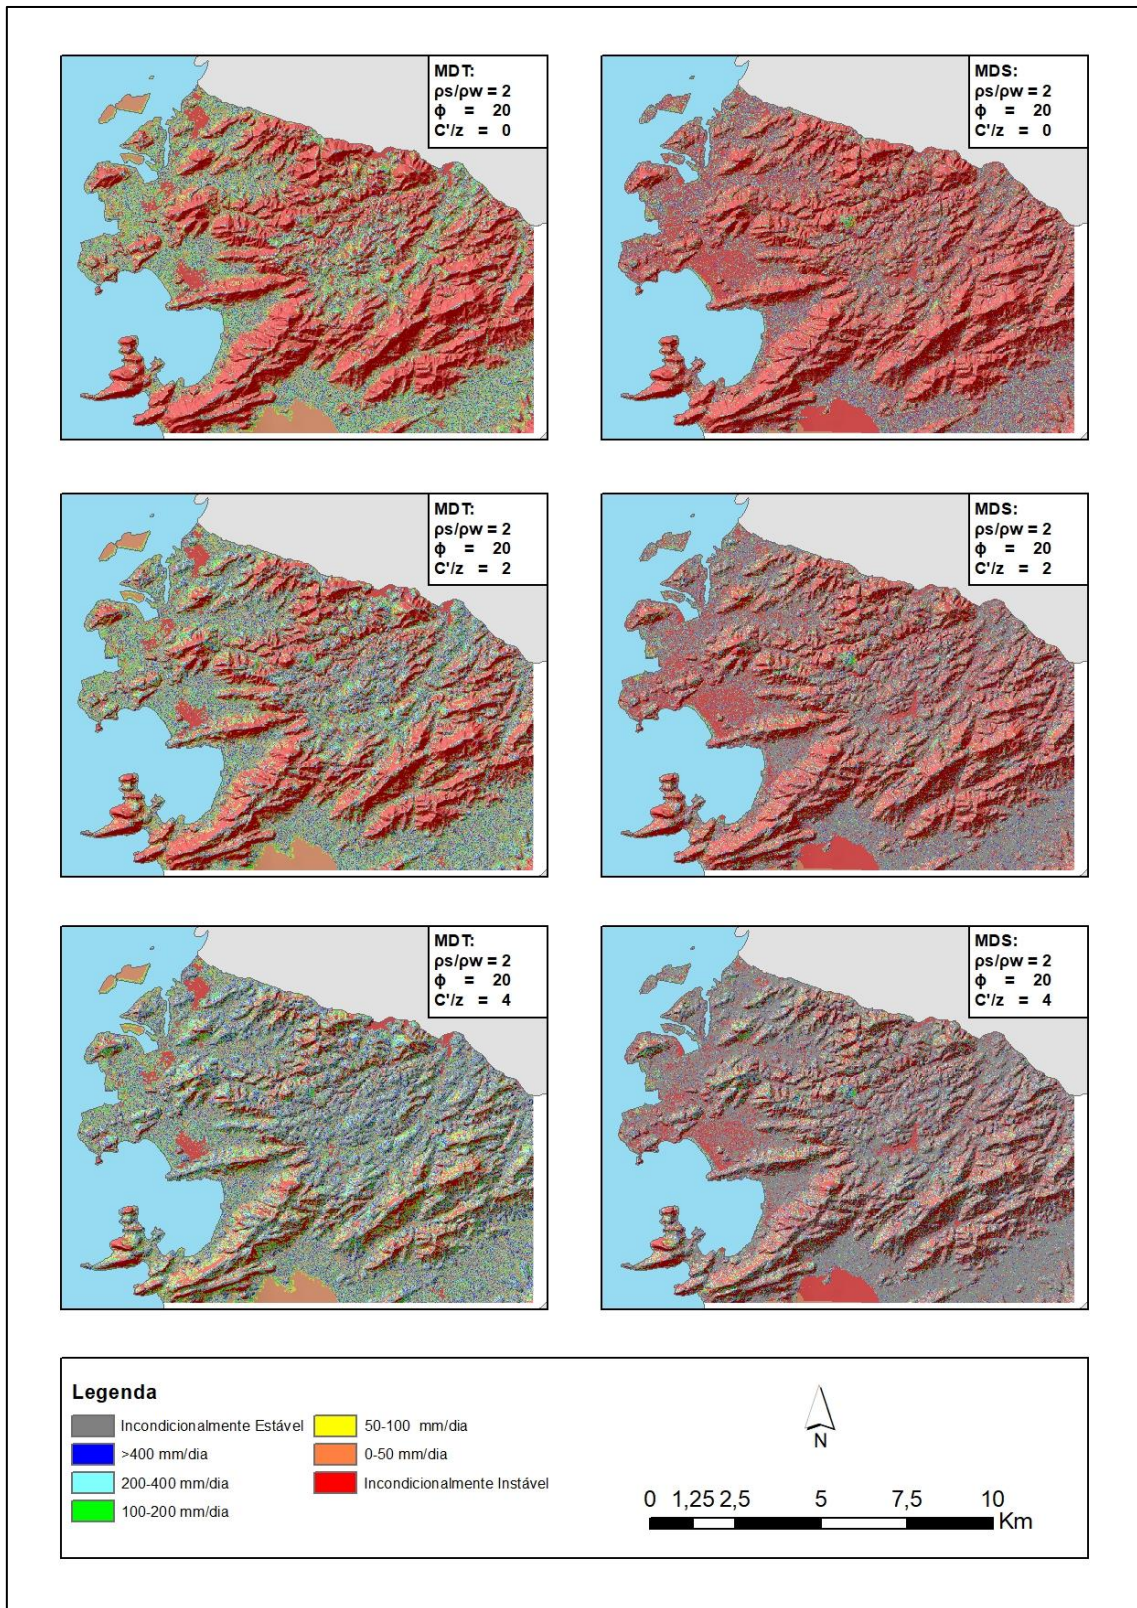 MDT:
ρs/ρw = 2
ϕ = 20
C'/z = 0
MDS:
ρs/ρw = 2
ϕ = 20
C'/z = 0
MDT:
ρs/ρw = 2
ϕ = 20
C'/z = 2
MDS:
ρs/ρw = 2
ϕ = 20
C'/z = 2
MDT:
ρs/ρw = 2
ϕ = 20
C'/z = 4
MDS:
ρs/ρw = 2
ϕ = 20
C'/z = 4
Legenda
Incondicionalmente Estável
>400 mm/dia
200-400 mm/dia
100-200 mm/dia
50-100 mm/dia
0-50 mm/dia
Incondicionalmente Instável
N
0 1,25 2,5 5 7,5 10
Km